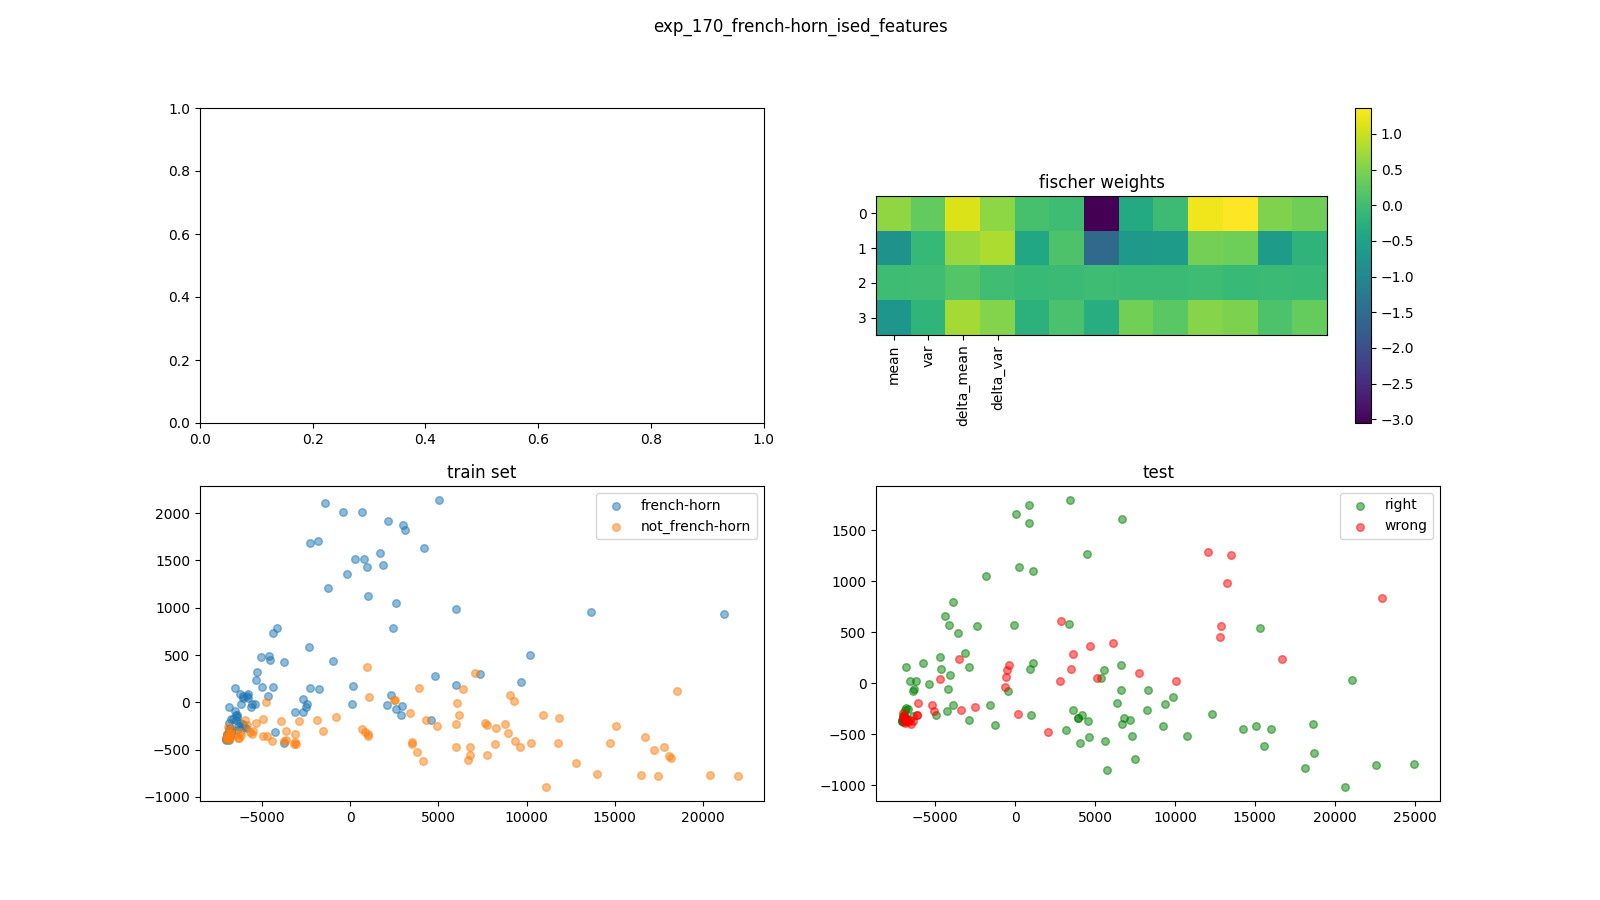 exp_170_french-horn_ised_features
1.0
0.8
0.6
0.4
0.2
0.0
0.0 0.2 0.4 0.6 0.8 1.0
fischer weights
0
1
2
3
mean var delta_mean delta_var
1.0
0.5
0.0
−0.5
−1.0
−1.5
−2.0
−2.5
−3.0
train set
french-horn
not_french-horn
2000
1500
1000
500
0
−500
−1000
−5000 0 5000 10000 15000 20000
test
right
wrong
1500
1000
500
0
−500
−1000
−5000 0 5000 10000 15000 20000 25000